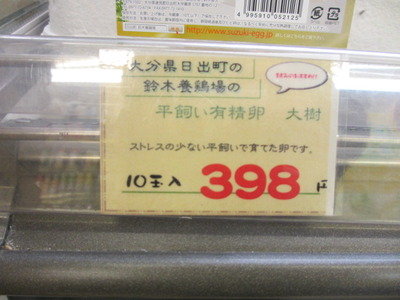 4995910052125
http://www.suzuki-egg.jp
大分県日出町の
鈴木養鶏場の
平飼い有精卵 大樹
ストレスの少ない平飼いで育てた卵です。
10玉入 398円